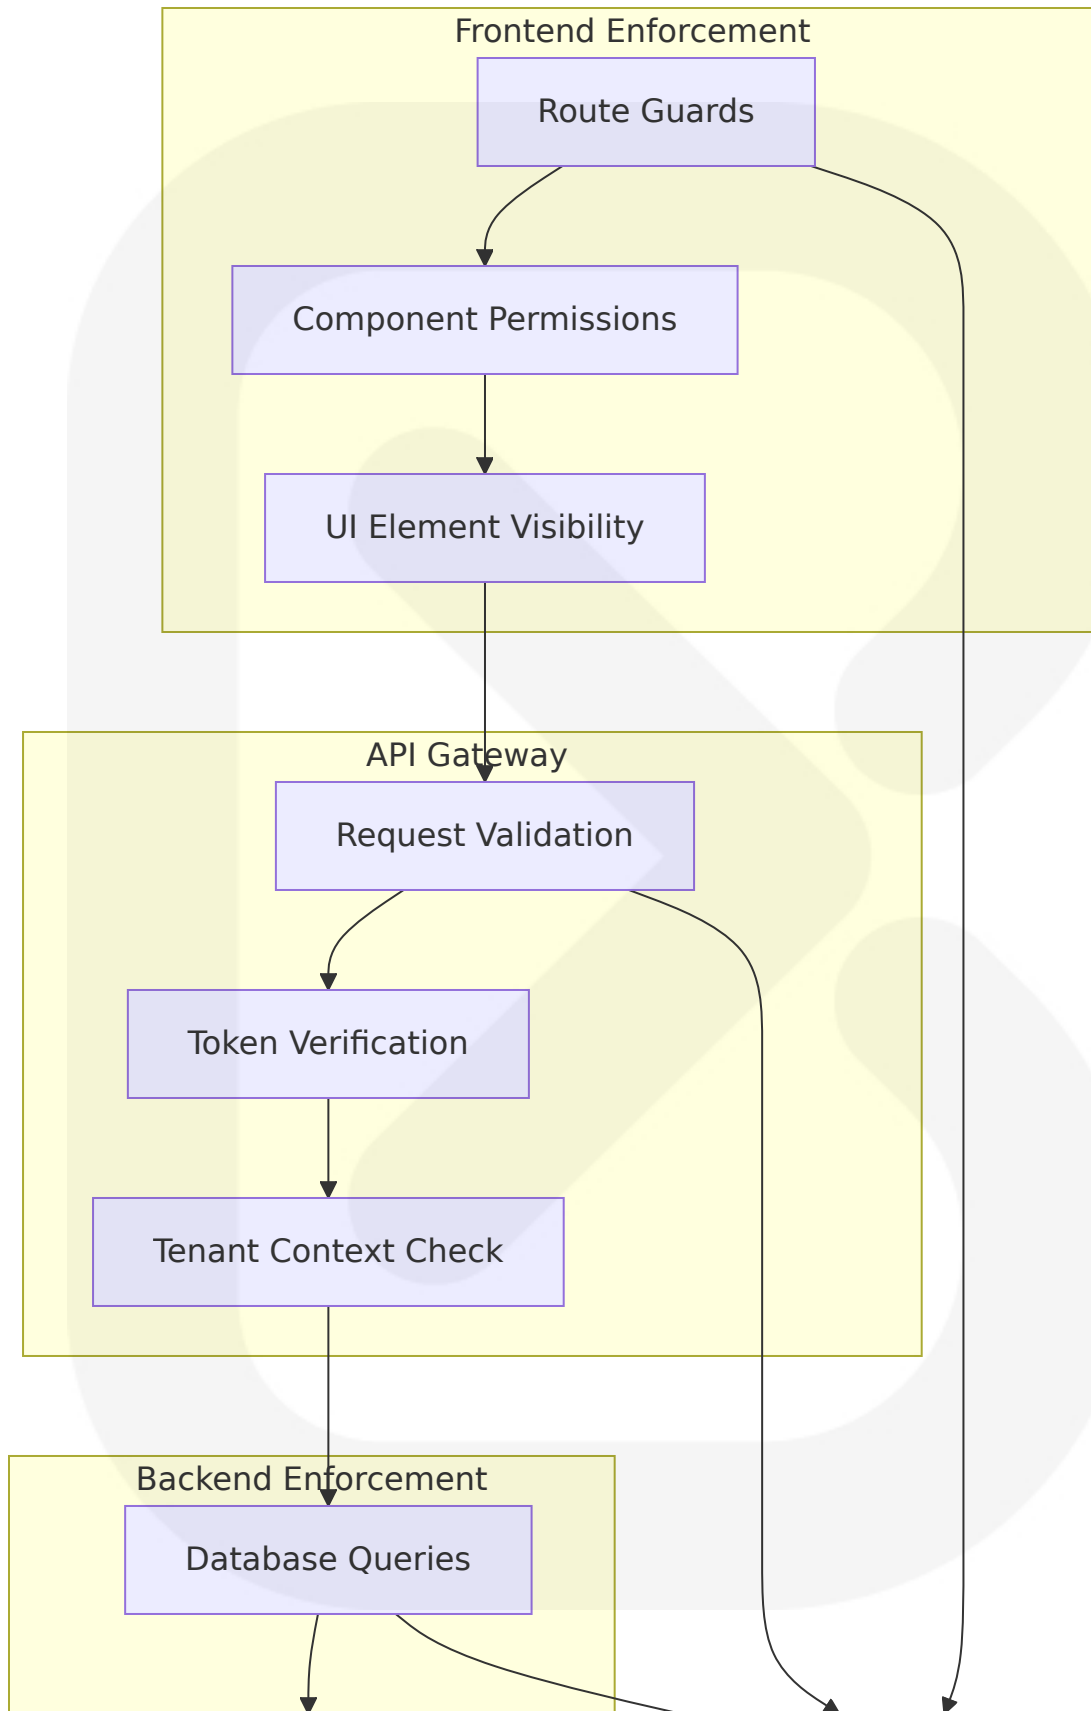 Frontend Enforcement
Route Guards
Component Permissions
UI Element Visibility
API Gateway
Request Validation
Token Verification
Tenant Context Check
Backend Enforcement
Database Queries